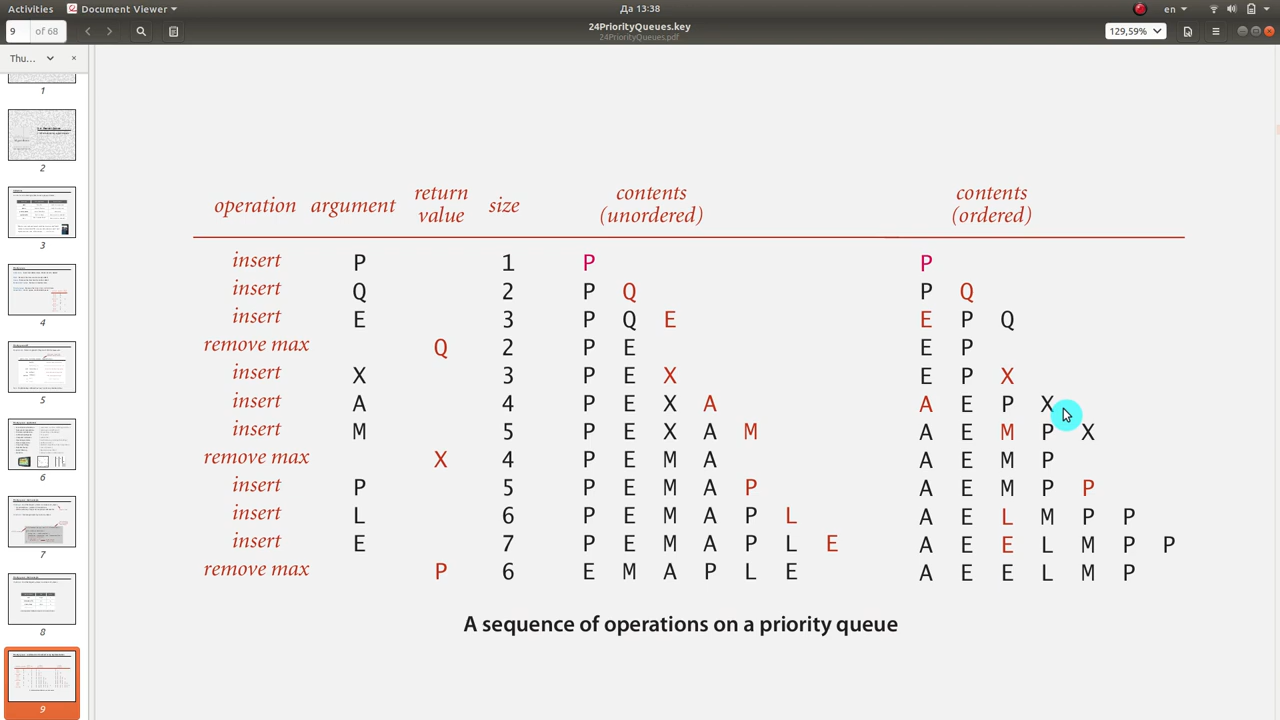 Activities Document Viewer Да 13:38 en
9 of 68 24PriorityQueues.key 129,59%
24PriorityQueues.pdf
Thu... ×
1
2
3
4
5
6
7
8
9
operation argument return value size contents (unordered) contents (ordered)
insert P 1 P P
insert Q 2 P Q P Q
insert E 3 P Q E E P Q
remove max Q 2 P E E P
insert X 3 P E X E P X
insert A 4 P E X A A E P X
insert M 5 P E X A M A E M P X
remove max X 4 P E M A A E M P
insert P 5 P E M A P A E M P P
insert L 6 P E M A P L A E L M P P
insert E 7 P E M A P L E A E E L M P P
remove max P 6 E M A P L E A E E L M P
A sequence of operations on a priority queue